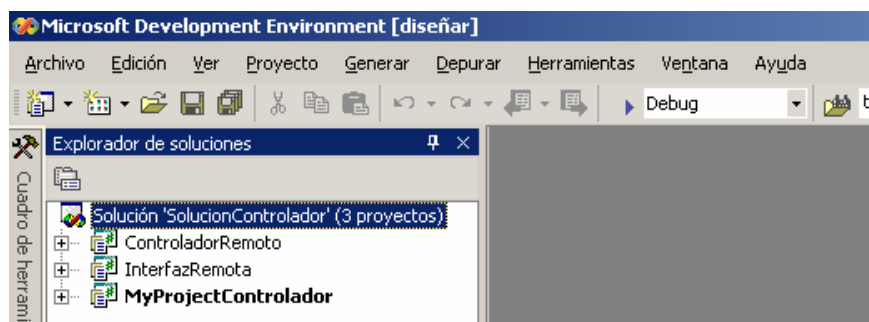 Microsoft Development Environment [diseñar]
Archivo Edición Ver Proyecto Generar Depurar Herramientas Ventana Ayuda
Debug
Explorador de soluciones
Cuadro de herrami
Solución 'SolucionControlador' (3 proyectos)
ControladorRemoto
InterfazRemota
MyProjectControlador